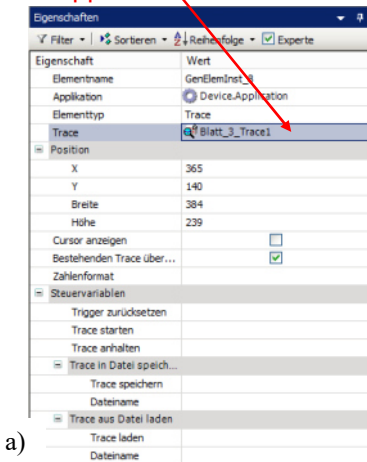 Eigenschaften
Filter Sortieren Reihenfolge Experte
Eigenschaft Wert
Elementname GenElemInst_8
Applikation Device.Application
Elementtyp Trace
Trace Blatt_3_Trace1
Position
X 365
Y 140
Breite 384
Höhe 239
Cursor anzeigen
Bestehenden Trace über...
Zahlenformat
Steuervariablen
Trigger zurücksetzen
Trace starten
Trace anhalten
Trace in Datei speich...
Trace speichern
Dateiname
Trace aus Datei laden
Trace laden
a)
Dateiname